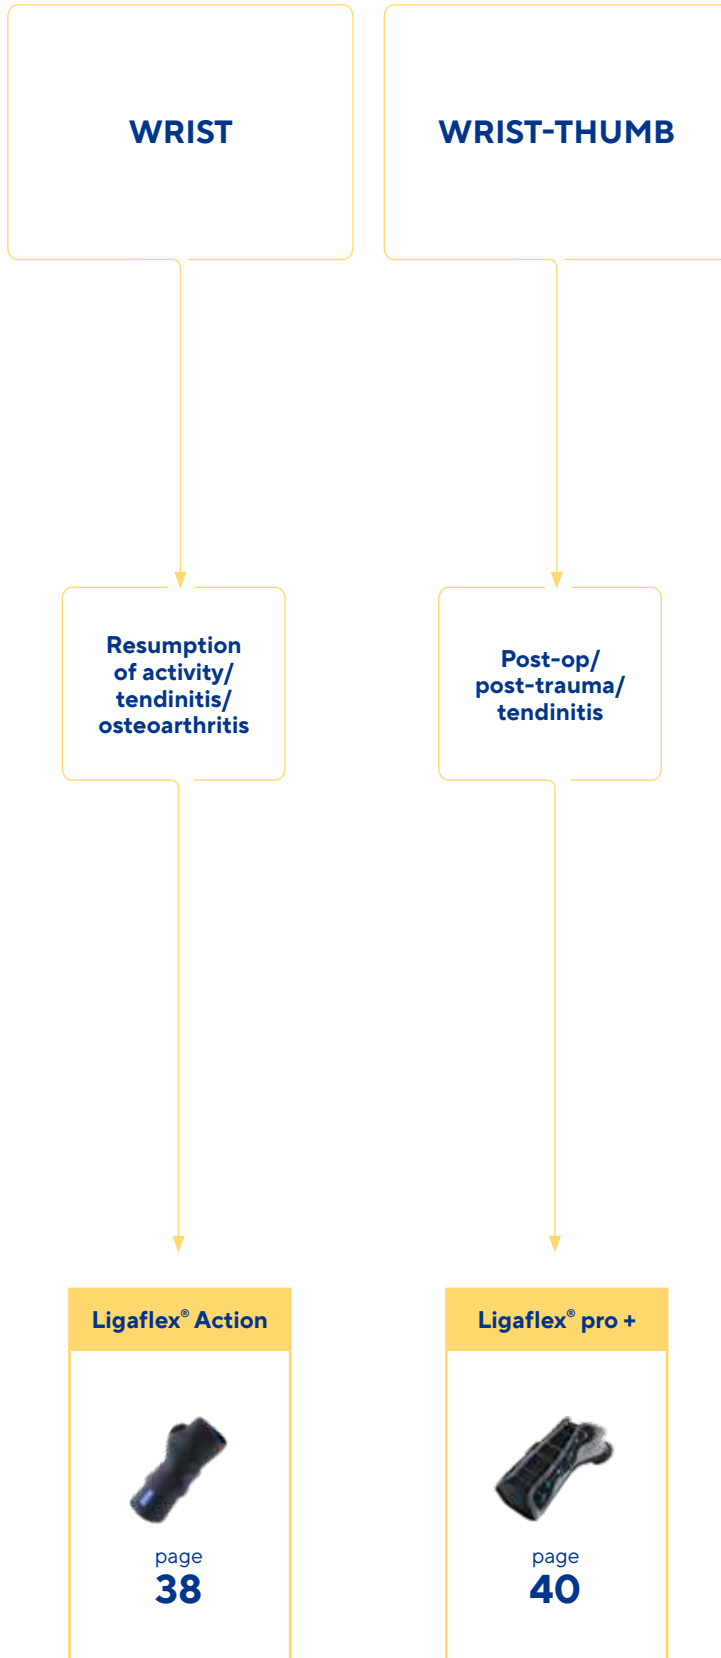 WRIST
WRIST-THUMB
Resumption
of activity/
tendinitis/
osteoarthritis
Post-op/
post-trauma/
tendinitis
Ligaflex® Action
Ligaflex® pro +
page
38
page
40